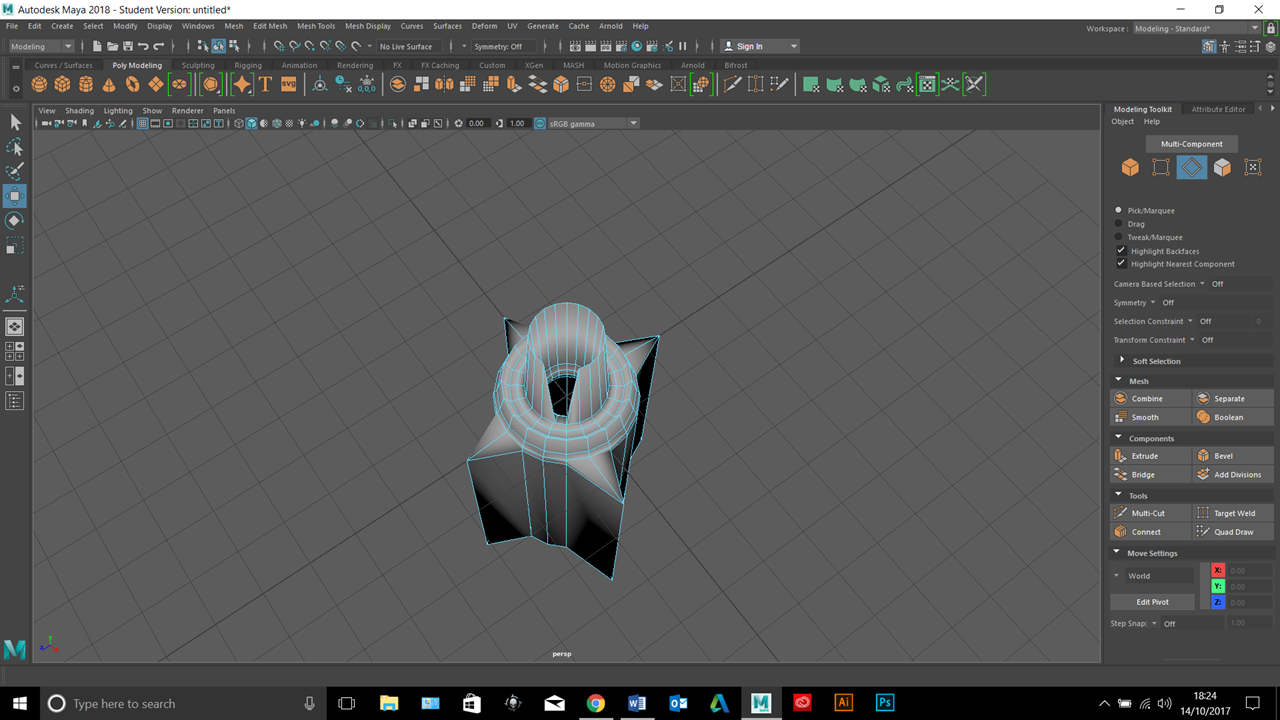 Autodesk Maya 2018 - Student Version: untitled*
File Edit Create Select Modify Display Windows Mesh Edit Mesh Mesh Tools Mesh Display Curves Surfaces Deform UV Generate Cache Arnold Help
Workspace : Modeling - Standard*
Modeling No Live Surface Symmetry: Off Sign In
Curves / Surfaces Poly Modeling Sculpting Rigging Animation Rendering FX FX Caching Custom XGen MASH Motion Graphics Arnold Bifrost
View Shading Lighting Show Renderer Panels
0.00 1.00 sRGB gamma
Modeling Toolkit Attribute Editor
Object Help
Multi-Component
Pick/Marquee
Drag
Tweak/Marquee
Highlight Backfaces
Highlight Nearest Component
Camera Based Selection Off
Symmetry Off
Selection Constraint Off 0
Transform Constraint Off
Soft Selection
Mesh
Combine Separate
Smooth Boolean
Components
Extrude Bevel
Bridge Add Divisions
Tools
Multi-Cut Target Weld
Connect Quad Draw
Move Settings
World
X: 0.00
Y: 0.00
Edit Pivot
Z: 0.00
Step Snap: Off 1.00
persp
Type here to search
18:24
14/10/2017